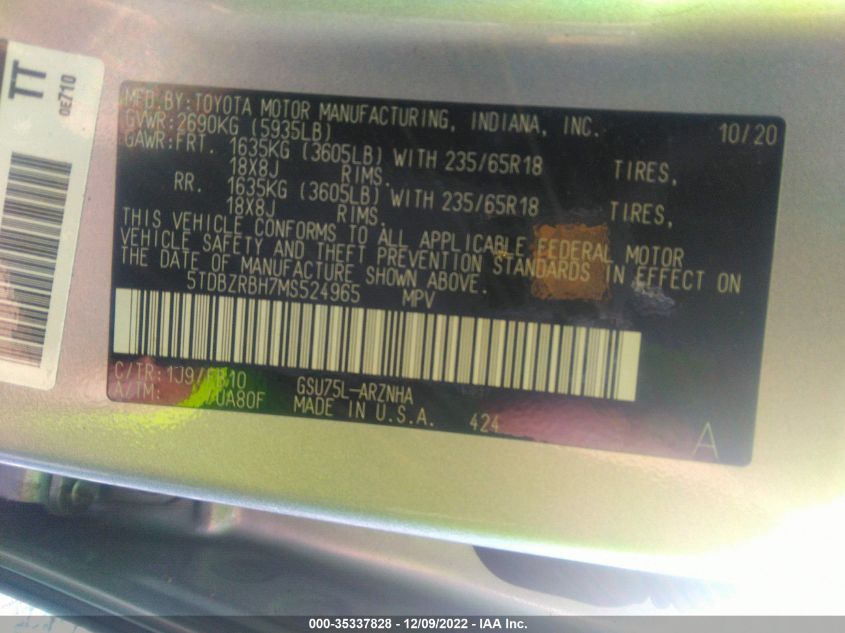 TT
0E710
MFD.BY:TOYOTA MOTOR MANUFACTURING, INDIANA, INC. 10/20
GVWR:2690KG (5935LB)
GAWR:FRT. 1635KG (3605LB) WITH 235/65R18 TIRES,
18X8J RIMS.
RR. 1635KG (3605LB) WITH 235/65R18 TIRES,
18X8J RIMS.
THIS VEHICLE CONFORMS TO ALL APPLICABLE FEDERAL MOTOR
VEHICLE SAFETY AND THEFT PREVENTION STANDARDS IN EFFECT ON
THE DATE OF MANUFACTURE SHOWN ABOVE.
5TDBZRBH7MS524965 MPV
C/TR:1J9/FB10 GSU75L-ARZNHA
A/TM: MADE IN U.S.A. 424 A
000-35337828 - 12/09/2022 - IAA Inc.